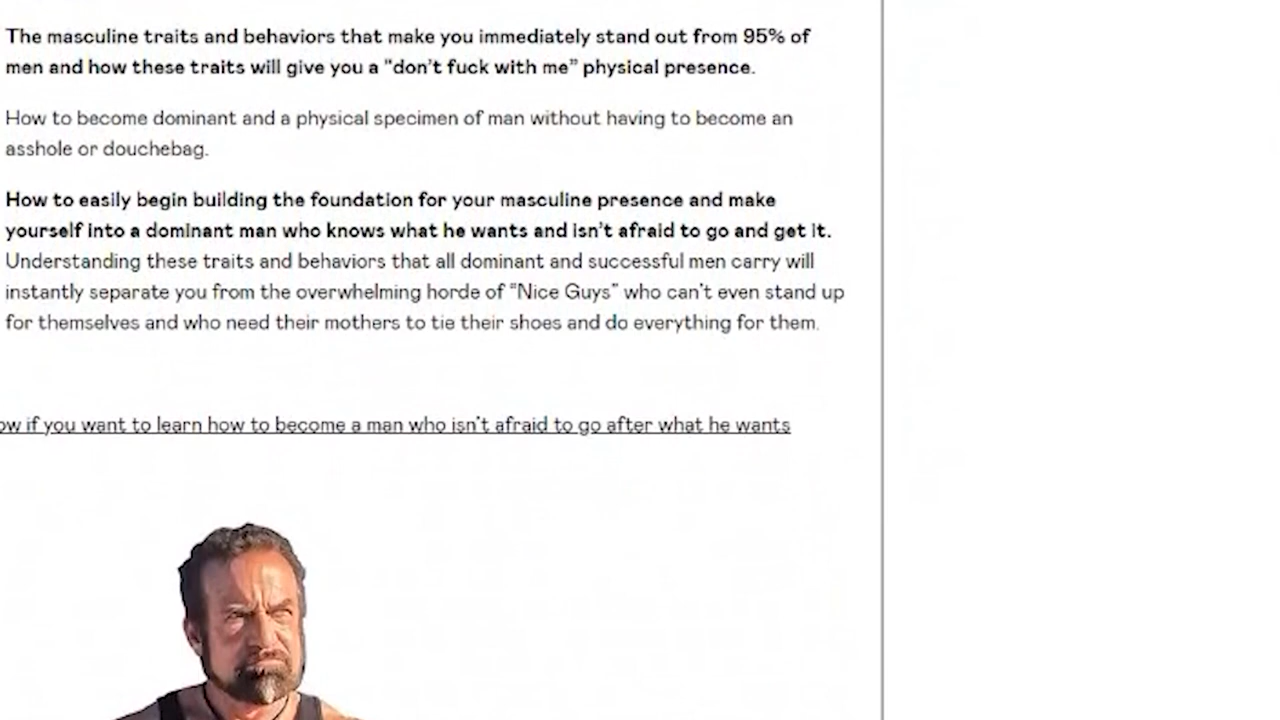 The masculine traits and behaviors that make you immediately stand out from 95% of
men and how these traits will give you a "don't fuck with me" physical presence.
How to become dominant and a physical specimen of man without having to become an
asshole or douchebag.
How to easily begin building the foundation for your masculine presence and make
yourself into a dominant man who knows what he wants and isn't afraid to go and get it.
Understanding these traits and behaviors that all dominant and successful men carry will
instantly separate you from the overwhelming horde of "Nice Guys" who can't even stand up
for themselves and who need their mothers to tie their shoes and do everything for them.
ow if you want to learn how to become a man who isn't afraid to go after what he wants